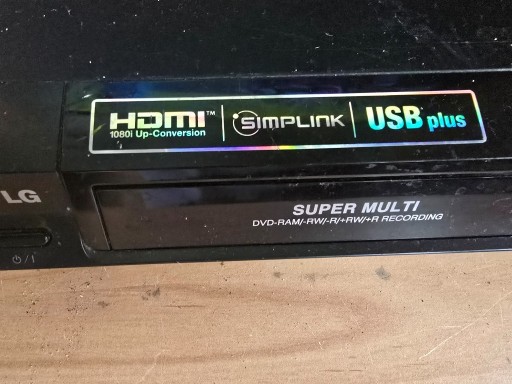 HDMI™ | SIMPLINK | USB plus
1080i Up-Conversion
LG
SUPER MULTI
DVD-RAM/-RW/-R/+RW/+R RECORDING
⏻/I